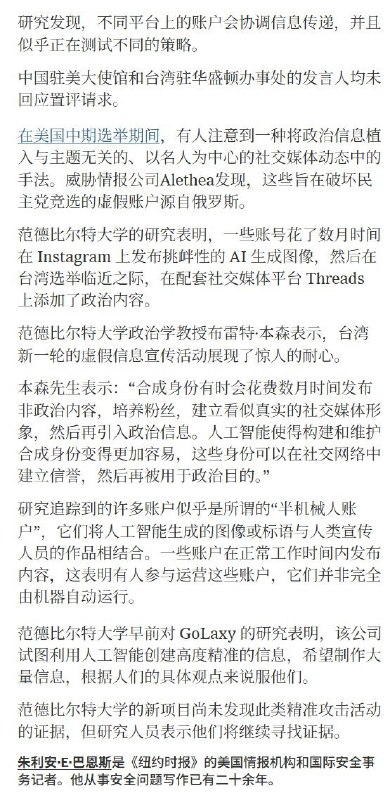 研究发现，不同平台上的账户会协调信息传递，并且
似乎正在测试不同的策略。
中国驻美大使馆和台湾驻华盛顿办事处的发言人均未
回应置评请求。
在美国中期选举期间，有人注意到一种将政治信息植
入与主题无关的、以名人为中心的社交媒体动态中的
手法。威胁情报公司Alethea发现，这些旨在破坏民
主党竞选的虚假账户源自俄罗斯。
范德比尔特大学的研究表明，一些账号花了数月时间
在 Instagram 上发布挑衅性的 AI 生成图像，然后在
台湾选举临近之际，在配套社交媒体平台 Threads
上添加了政治内容。
范德比尔特大学政治学教授布雷特·本森表示，台湾
新一轮的虚假信息宣传活动展现了惊人的耐心。
本森先生表示：“合成身份有时会花费数月时间发布
非政治内容，培养粉丝，建立看似真实的社交媒体形
象，然后再引入政治信息。人工智能使得构建和维护
合成身份变得更加容易，这些身份可以在社交网络中
建立信誉，然后再被用于政治目的。”
研究追踪到的许多账户似乎是所谓的“半机械人账
户”，它们将人工智能生成的图像或标语与人类宣传
人员的作品相结合。一些账户在正常工作时间内发布
内容，这表明有人参与运营这些账户，它们并非完全
由机器自动运行。
范德比尔特大学早前对 GoLaxy 的研究表明，该公司
试图利用人工智能创建高度精准的信息，希望制作大
量信息，根据人们的具体观点来说服他们。
范德比尔特大学的新项目尚未发现此类精准攻击活动
的证据，但研究人员表示他们将继续寻找证据。
朱利安·E·巴恩斯是《纽约时报》的美国情报机构和国际安全事
务记者。他从事安全问题写作已有二十余年。